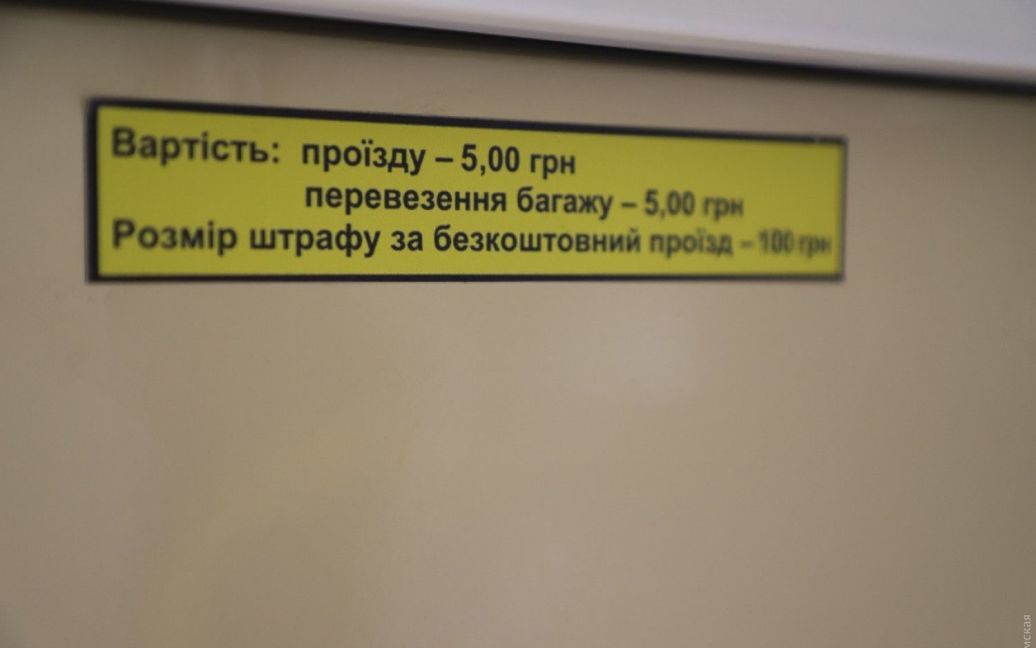 Вартість: проїзду – 5,00 грн
перевезення багажу – 5,00 грн
Розмір штрафу за безкоштовний проїзд – 100 грн